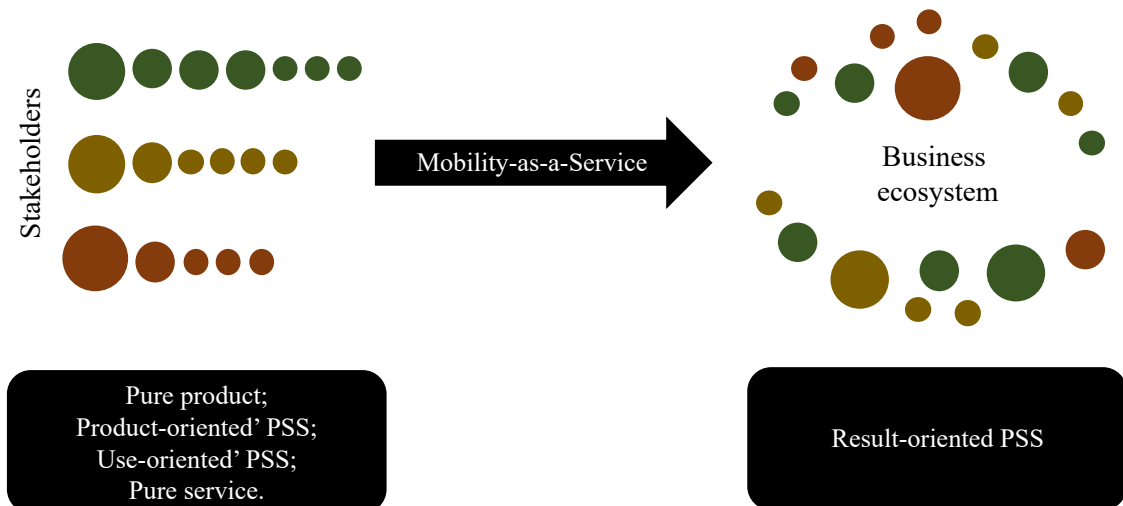 Stakeholders
Mobility-as-a-Service
Business
ecosystem
Pure product;
Product-oriented’ PSS;
Use-oriented’ PSS;
Pure service.
Result-oriented PSS